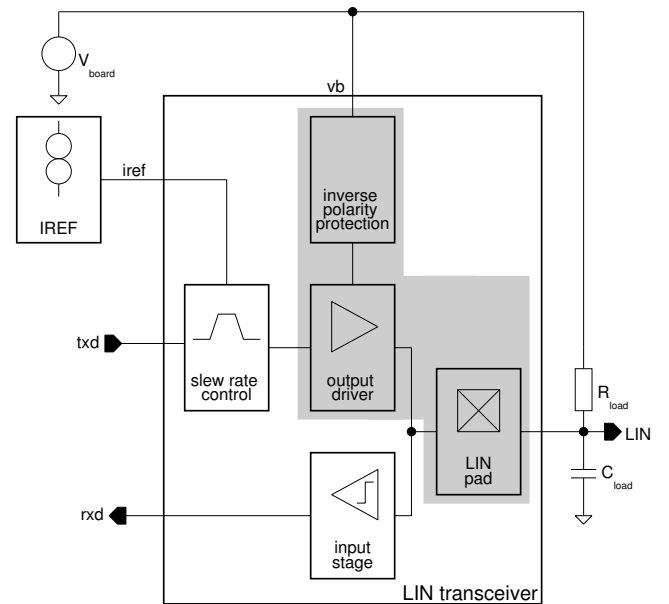 V board
vb
iref
IREF
inverse
polarity
protection
txd
slew rate
control
output
driver
R load
LIN
LIN
pad
C load
rxd
input
stage
LIN transceiver